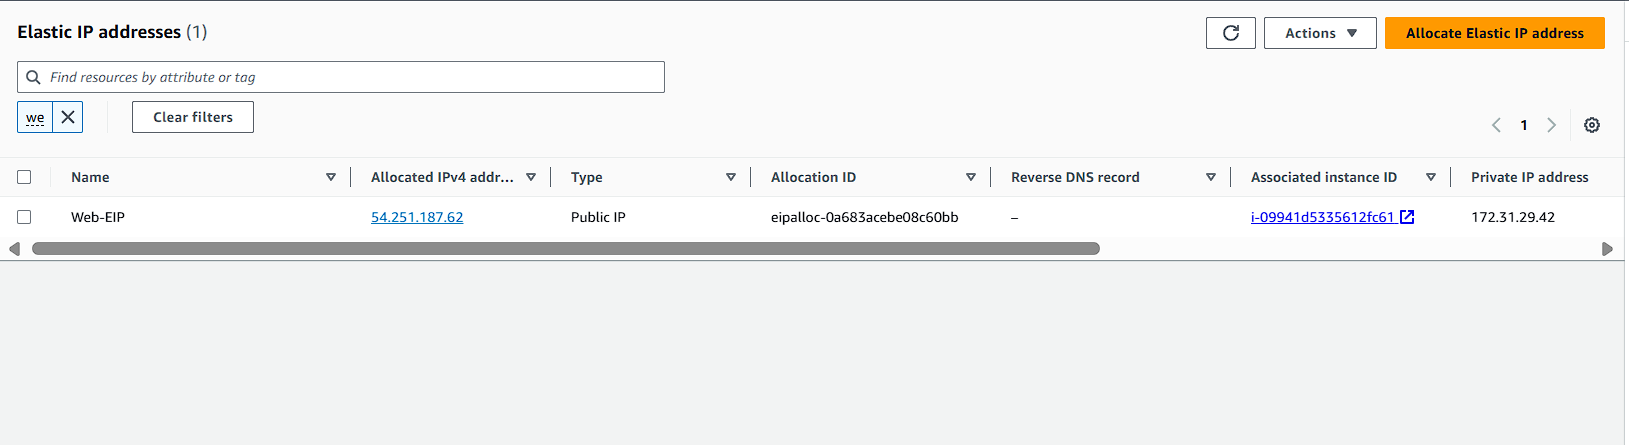 Elastic IP addresses (1)
Actions
Allocate Elastic IP address
Find resources by attribute or tag
we
Clear filters
1
Name Allocated IPv4 addr... Type Allocation ID Reverse DNS record Associated instance ID Private IP address
Web-EIP 54.251.187.62 Public IP eipalloc-0a683acebe08c60bb – i-09941d5335612fc61 172.31.29.42